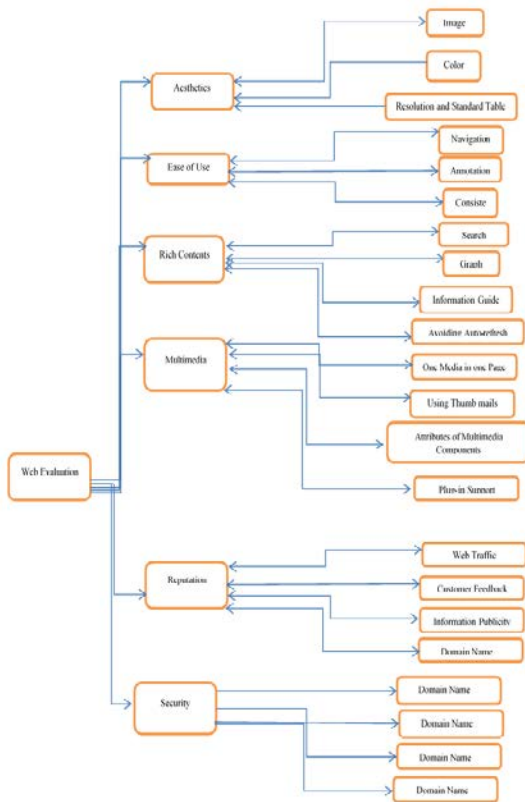 Image
Color
Aesthetics
Resolution and Standard Table
Navigation
Ease of Use
Annotation
Consiste
Search
Rich Contents
Graph
Information Guide
Avoiding Autorefresh
Multimedia
One Media in one Page
Using Thumb mails
Attributes of Multimedia
Components
Web Evaluation
Plug-in Support
Web Traffic
Reputation
Customer Feedback
Information Publicity
Domain Name
Domain Name
Security
Domain Name
Domain Name
Domain Name